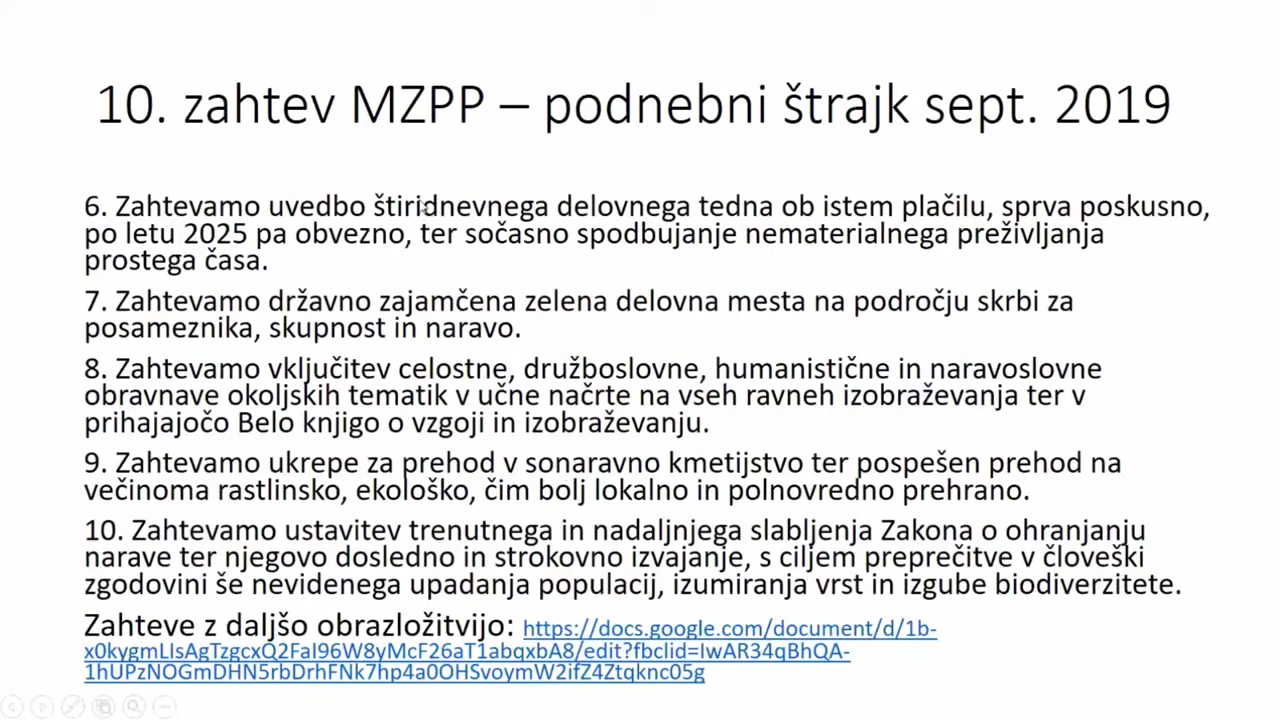 10. zahtev MZPP – podnebni štrajk sept. 2019
6. Zahtevamo uvedbo štiridnevnega delovnega tedna ob istem plačilu, sprva poskusno,
po letu 2025 pa obvezno, ter sočasno spodbujanje nematerialnega preživljanja
prostega časa.
7. Zahtevamo državno zajamčena zelena delovna mesta na področju skrbi za
posameznika, skupnost in naravo.
8. Zahtevamo vključitev celostne, družboslovne, humanistične in naravoslovne
obravnave okoljskih tematik v učne načrte na vseh ravneh izobraževanja ter v
prihajajočo Belo knjigo o vzgoji in izobraževanju.
9. Zahtevamo ukrepe za prehod v sonaravno kmetijstvo ter pospešen prehod na
večinoma rastlinsko, ekološko, čim bolj lokalno in polnovredno prehrano.
10. Zahtevamo ustavitev trenutnega in nadaljnjega slabljenja Zakona o ohranjanju
narave ter njegovo dosledno in strokovno izvajanje, s ciljem preprečitve v človeški
zgodovini še nevidenega upadanja populacij, izumiranja vrst in izgube biodiverzitete.
Zahteve z daljšo obrazložitvijo: https://docs.google.com/document/d/1b-
x0kygmLIsAgTzgcxQ2FaI96W8yMcF26aT1abqxbA8/edit?fbclid=IwAR34qBhQA-
1hUPzNOGmDHN5rbDrhFNk7hp4a0OHSvoymW2ifZ4Ztqknc05g